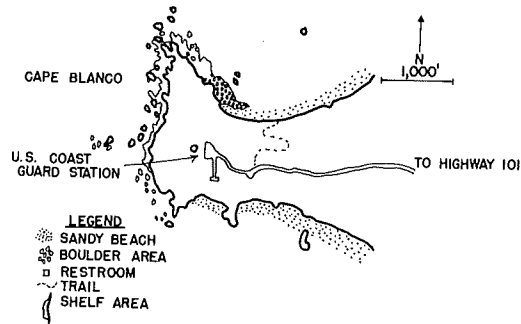 N
1,000'
CAPE BLANCO
U.S. COAST
GUARD STATION
TO HIGHWAY 101
LEGEND
SANDY BEACH
BOULDER AREA
RESTROOM
TRAIL
SHELF AREA